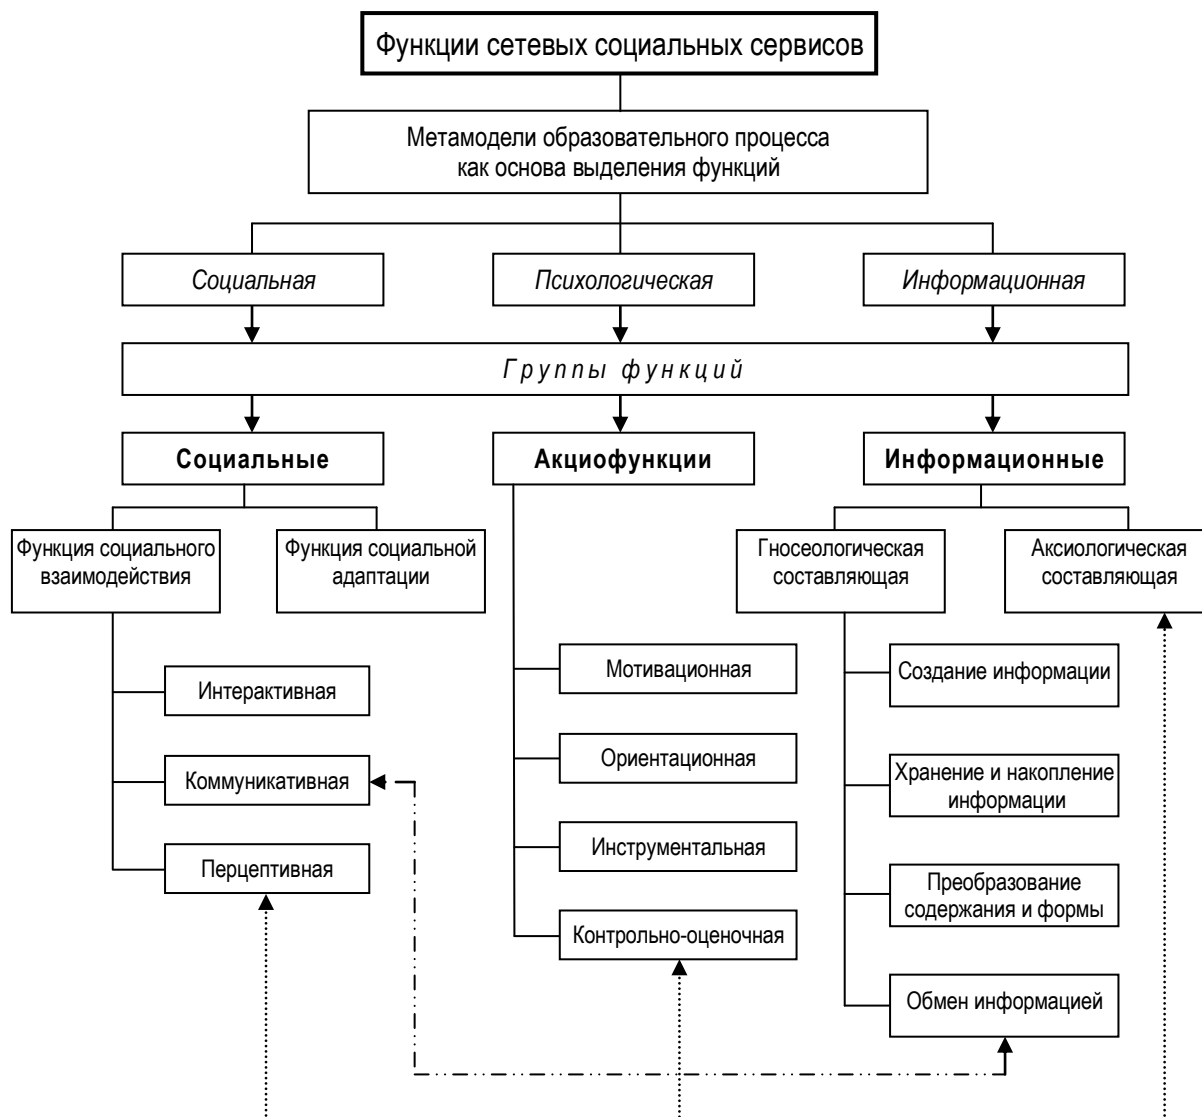 Функции сетевых социальных сервисов
Метамодели образовательного процесса
как основа выделения функций
Социальная
Психологическая
Информационная
Группы функций
Социальные
Акциофункции
Информационные
Функция социального
взаимодействия
Функция социальной
адаптации
Гносеологическая
составляющая
Аксиологическая
составляющая
Интерактивная
Коммуникативная
Перцептивная
Мотивационная
Ориентационная
Инструментальная
Контрольно-оценочная
Создание информации
Хранение и накопление
информации
Преобразование
содержания и формы
Обмен информацией